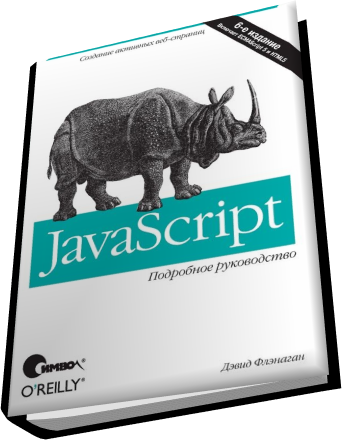 Создание активных веб-страниц
6-е издание
Включает ECMAScript 5 и HTML5
JavaScript
Подробное руководство
Дэвид Флэнаган
Символ®
O'REILLY®